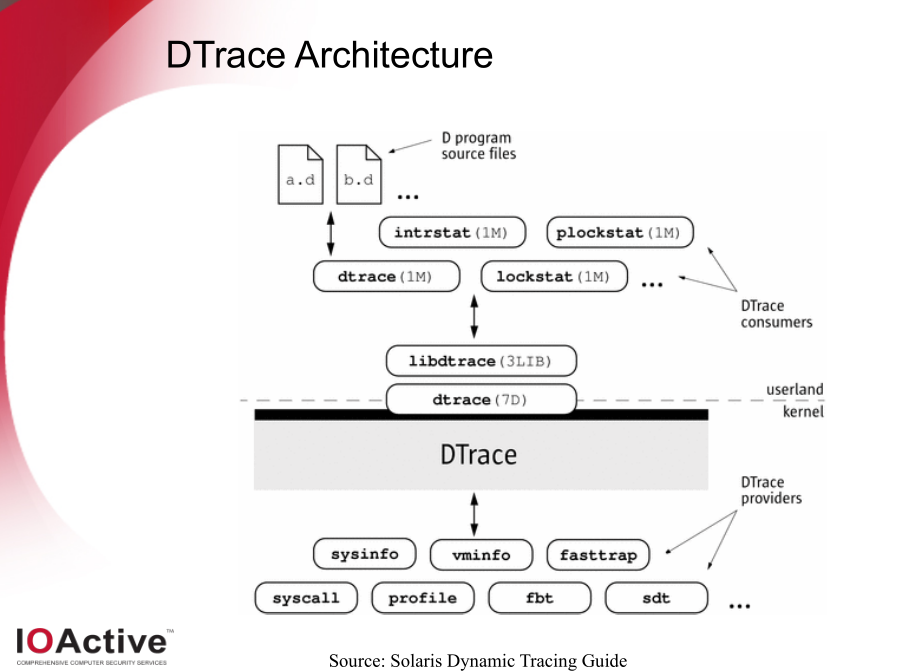 DTrace Architecture
D program
source files
a.d
b.d
...
intrstat(1M)
plockstat(1M)
dtrace(1M)
lockstat(1M)
...
DTrace
consumers
libdtrace(3LIB)
dtrace(7D)
userland
kernel
DTrace
DTrace
providers
sysinfo
vminfo
fasttrap
syscall
profile
fbt
sdt
...
IOActive™
COMPREHENSIVE COMPUTER SECURITY SERVICES
Source: Solaris Dynamic Tracing Guide